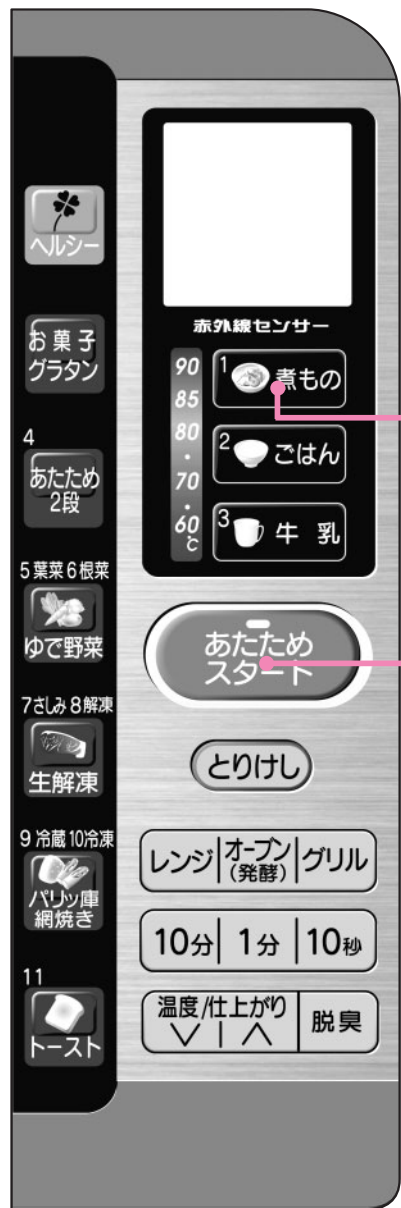 ヘルシー
お菓子
グラタン
4
あたため
2段
5葉菜 6根菜
ゆで野菜
7さしみ 8解凍
生解凍
9 冷蔵 10冷凍
パリッ庫
網焼き
11
トースト
赤外線センサー
90
85
80
・
70
・
60
℃
1 煮もの
2 ごはん
3 牛 乳
あたため
スタート
とりけし
レンジ オーブン(発酵) グリル
10分 1分 10秒
温度/仕上がり 脱臭